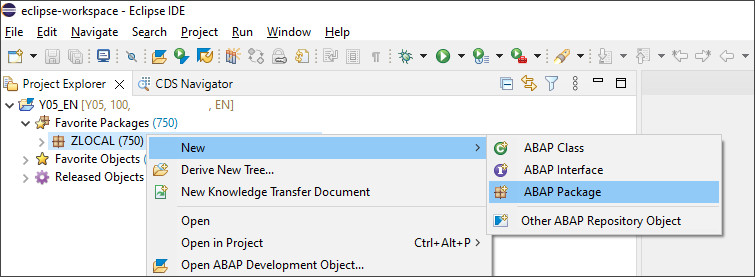 eclipse-workspace - Eclipse IDE
File Edit Navigate Search Project Run ABAP Window Help
Project Explorer CDS Navigator
Y05_EN [Y05, 100, , EN]
Favorite Packages (750)
ZLOCAL (750)
New ABAP Class
Favorite Objects ( Derive New Tree... ABAP Interface
Released Objects New Knowledge Transfer Document ABAP Package
Open Other ABAP Repository Object
Open in Project Ctrl+Alt+P
Open ABAP Development Object...